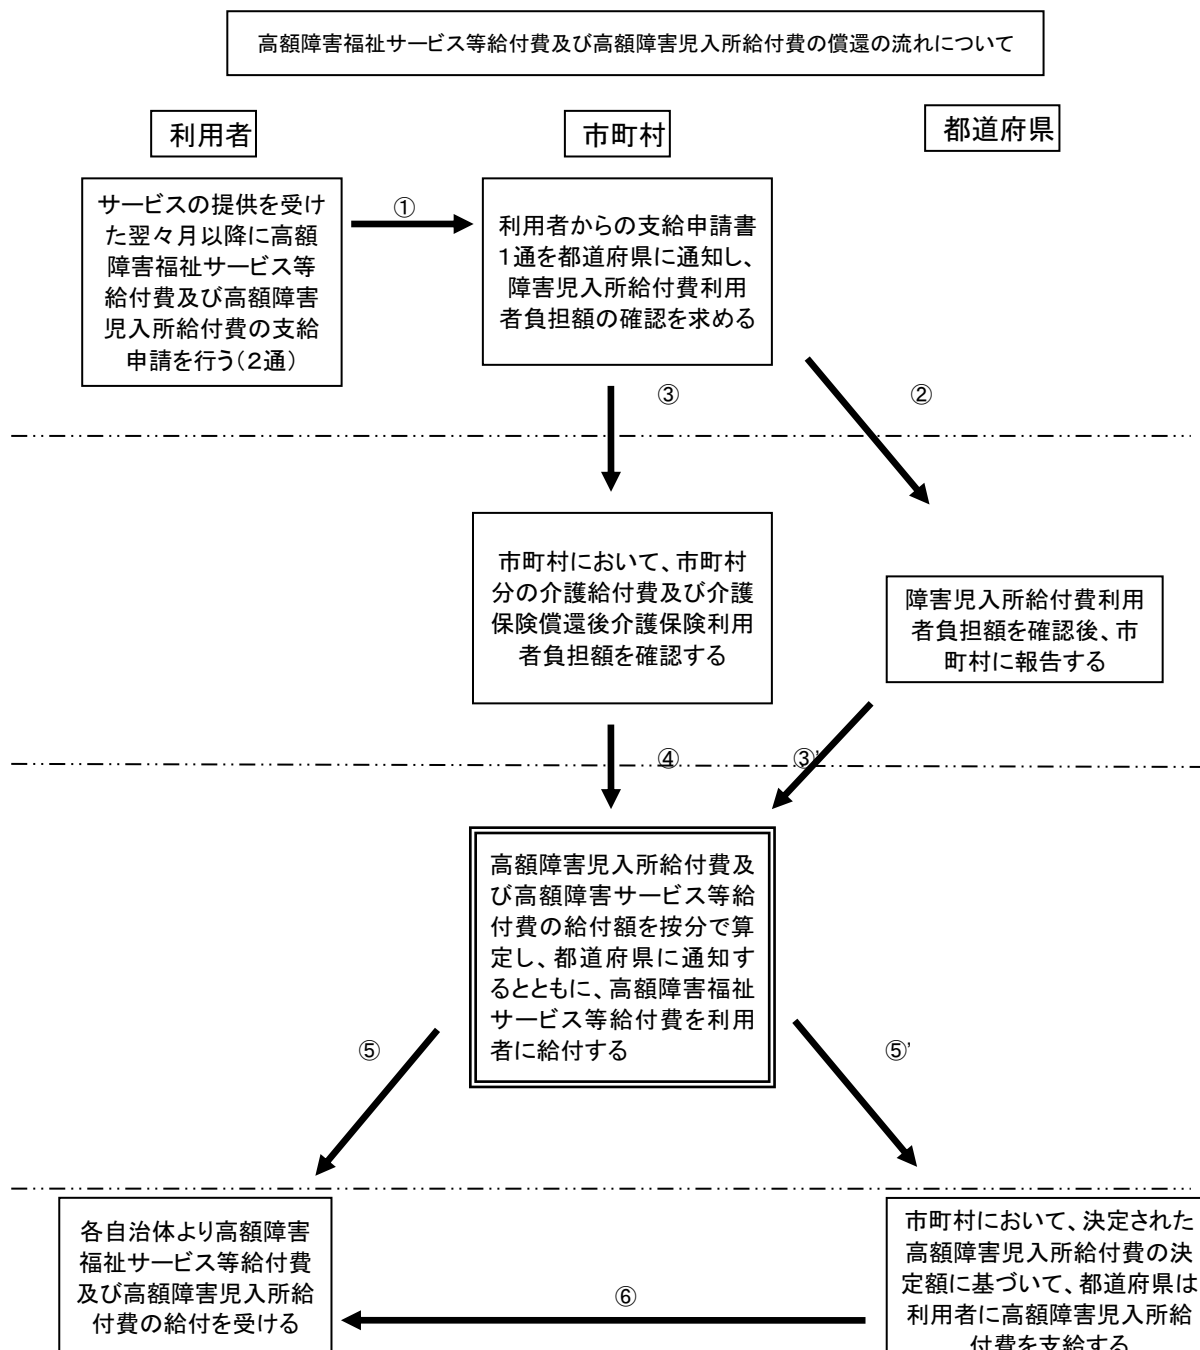 高額障害福祉サービス等給付費及び高額障害児入所給付費の償還の流れについて
利用者
市町村
都道府県
サービスの提供を受け
た翌々月以降に高額
障害福祉サービス等
給付費及び高額障害
児入所給付費の支給
申請を行う(2通)
①
利用者からの支給申請書
1通を都道府県に通知し、
障害児入所給付費利用
者負担額の確認を求める
③
②
市町村において、市町村
分の介護給付費及び介護
保険償還後介護保険利用
者負担額を確認する
障害児入所給付費利用
者負担額を確認後、市
町村に報告する
④
③'
高額障害児入所給付費及
び高額障害サービス等給
付費の給付額を按分で算
定し、都道府県に通知す
るとともに、高額障害福祉
サービス等給付費を利用
者に給付する
⑤
⑤'
各自治体より高額障害
福祉サービス等給付費
及び高額障害児入所給
付費の給付を受ける
⑥
市町村において、決定された
高額障害児入所給付費の決
定額に基づいて、都道府県は
利用者に高額障害児入所給
付費を支給する